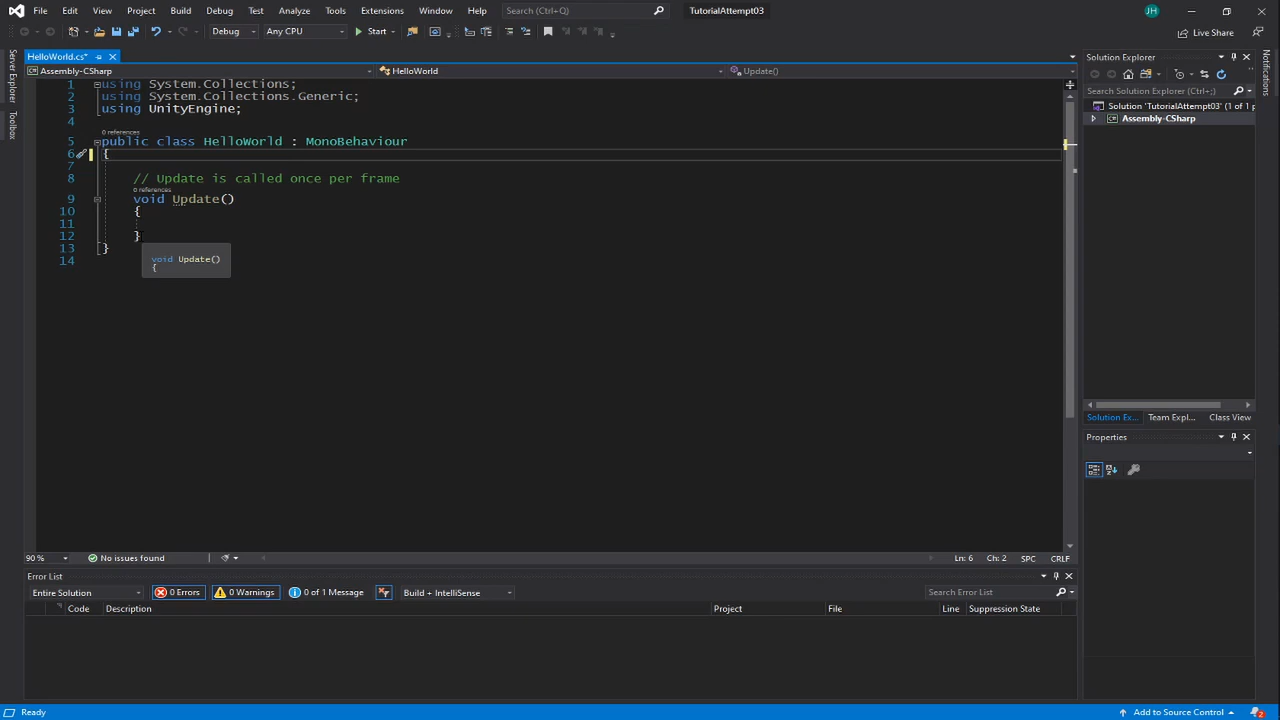 File Edit View Project Build Debug Test Analyze Tools Extensions Window Help Search (Ctrl+Q) TutorialAttempt03 JH
Debug Any CPU Start Live Share
HelloWorld.cs*
Assembly-CSharp HelloWorld Update()
1 using System.Collections;
2 using System.Collections.Generic;
3 using UnityEngine;
4
0 references
5 public class HelloWorld : MonoBehaviour
6 {
7
8 // Update is called once per frame
0 references
9 void Update()
10 {
11
12 }
13 }
14
void Update()
{
90 % No issues found Ln: 6 Ch: 2 SPC CRLF
Error List
Entire Solution 0 Errors 0 Warnings 0 of 1 Message Build + IntelliSense Search Error List
Code Description Project File Line Suppression State
Ready Add to Source Control 2
Server Explorer
Toolbox
Solution Explorer
Search Solution Explorer (Ctrl+;)
Solution 'TutorialAttempt03' (1 of 1 p
Assembly-CSharp
Solution Ex... Team Expl... Class View
Properties
Notifications